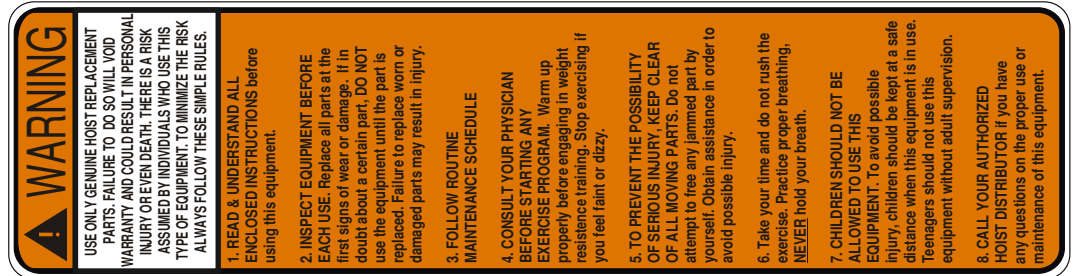 WARNING
USE ONLY GENUINE HOIST REPLACEMENT
PARTS. FAILURE TO DO SO WILL VOID
WARRANTY AND COULD RESULT IN PERSONAL
INJURY OR EVEN DEATH. THERE IS A RISK
ASSUMED BY INDIVIDUALS WHO USE THIS
TYPE OF EQUIPMENT. TO MINIMIZE THE RISK
ALWAYS FOLLOW THESE SIMPLE RULES.
1. READ & UNDERSTAND ALL
ENCLOSED INSTRUCTIONS before
using this equipment.
2. INSPECT EQUIPMENT BEFORE
EACH USE. Replace all parts at the
first signs of wear or damage. If in
doubt about a certain part, DO NOT
use the equipment until the part is
replaced. Failure to replace worn or
damaged parts may result in injury.
3. FOLLOW ROUTINE
MAINTENANCE SCHEDULE
4. CONSULT YOUR PHYSICIAN
BEFORE STARTING ANY
EXERCISE PROGRAM. Warm up
properly before engaging in weight
resistence training. Stop exercising if
you feel faint or dizzy.
5. TO PREVENT THE POSSIBILITY
OF SERIOUS INJURY, KEEP CLEAR
OF ALL MOVING PARTS. Do not
attempt to free any jammed part by
yourself. Obtain assistance in order to
avoid possible injury.
6. Take your time and do not rush the
exercise. Practice proper breathing,
NEVER hold your breath.
7. CHILDREN SHOULD NOT BE
ALLOWED TO USE THIS
EQUIPMENT. To avoid possible
injury, children should be kept at a safe
distance when this equipment is in use.
Teenagers should not use this
equipment without adult supervision.
8. CALL YOUR AUTHORIZED
HOIST DISTRIBUTOR if you have
any questions on the proper use or
maintenance of this equipment.